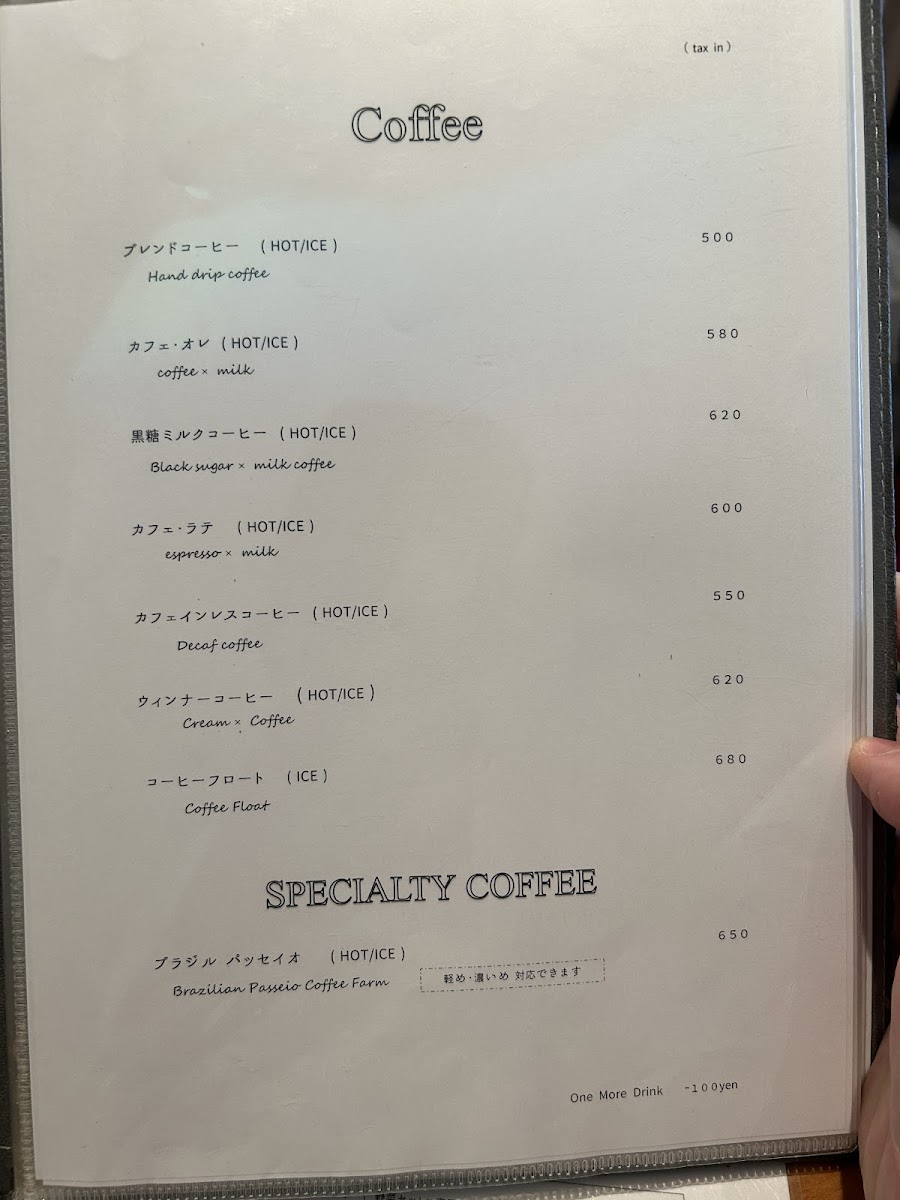 ( tax in )
Coffee
ブレンドコーヒー ( HOT/ICE ) 500
Hand drip coffee
カフェ・オレ ( HOT/ICE ) 580
coffee × milk
黒糖ミルクコーヒー ( HOT/ICE ) 620
Black sugar × milk coffee
カフェ・ラテ ( HOT/ICE ) 600
espresso × milk
カフェインレスコーヒー ( HOT/ICE ) 550
Decaf coffee
ウィンナーコーヒー ( HOT/ICE ) 620
Cream × Coffee
コーヒーフロート ( ICE ) 680
Coffee Float
SPECIALTY COFFEE
ブラジル パッセイオ ( HOT/ICE ) 650
Brazilian Passeio Coffee Farm 軽め・濃いめ 対応できます
One More Drink -100yen